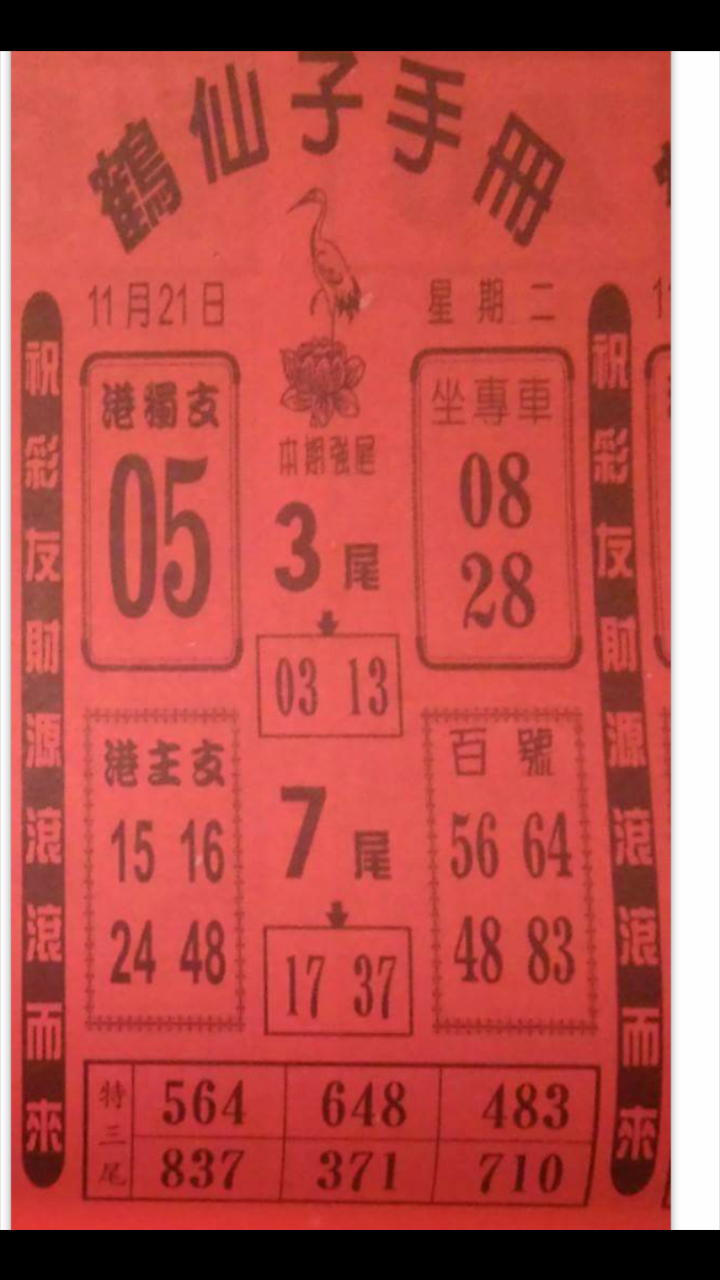 鶴仙子手冊
11月21日 星期二
祝彩友財源滾滾而來
港獨支
05
本期強尾
3尾
03 13
坐專車
08
28
港主支
15 16
24 48
7尾
17 37
百號
56 64
48 83
特三尾
564 648 483
837 371 710
祝彩友財源滾滾而來
11